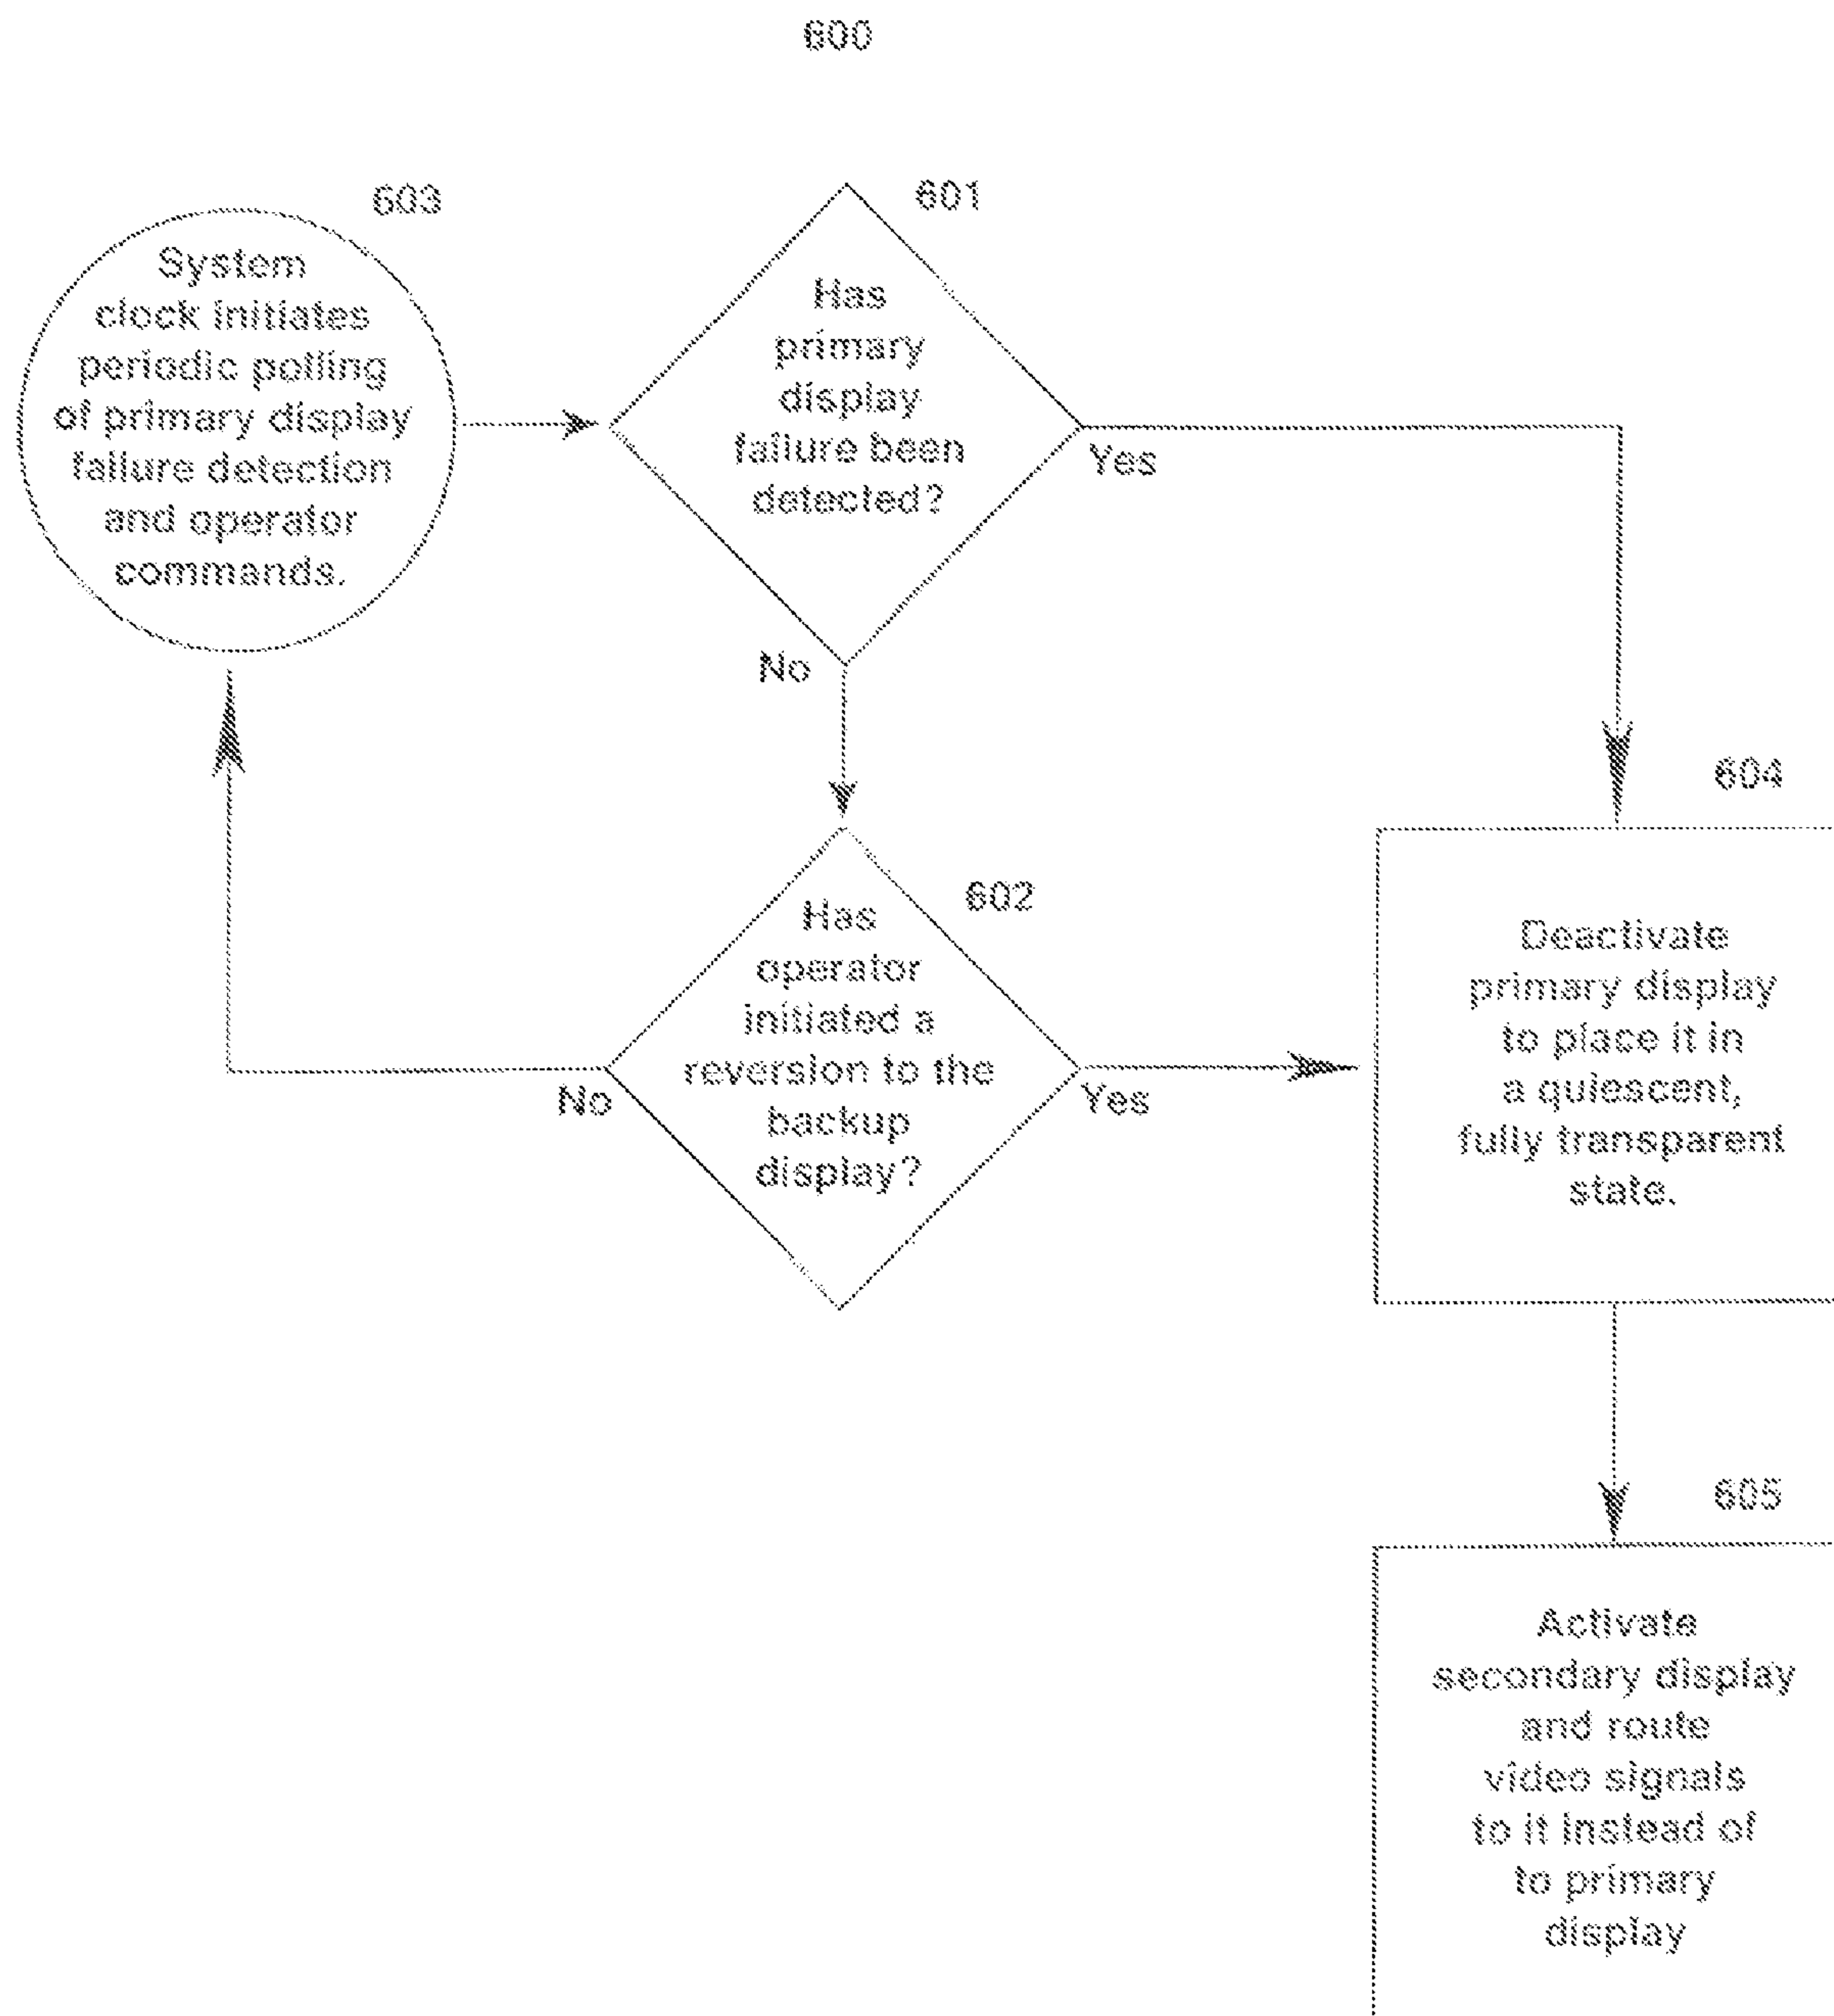 600
603
System
clock initiates
periodic polling
of primary display
failure detection
and operator
commands.
601
Has
primary
display
failure been
detected?
Yes
No
602
Has
operator
initiated a
reversion to the
backup
display?
No
Yes
604
Deactivate
primary display
to place it in
a quiescent,
fully transparent
state.
605
Activate
secondary display
and route
video signals
to it instead of
to primary
display